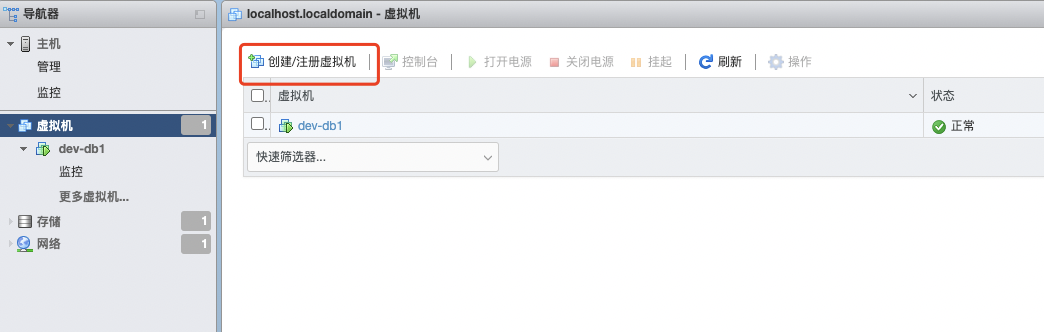 导航器
主机
管理
监控
虚拟机 1
dev-db1
监控
更多虚拟机...
存储 1
网络 1
localhost.localdomain - 虚拟机
创建/注册虚拟机 控制台 打开电源 关闭电源 挂起 刷新 操作
虚拟机 状态
dev-db1 正常
快速筛选器...